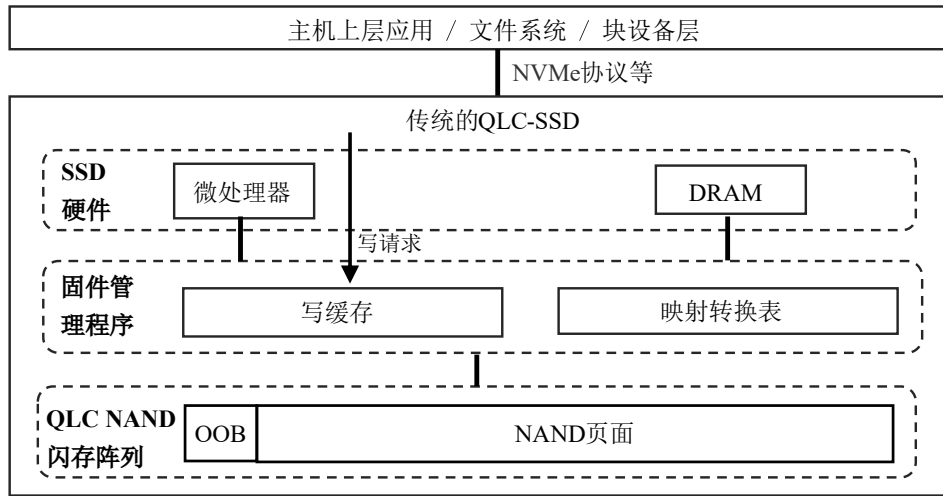 主机上层应用 / 文件系统 / 块设备层
NVMe协议等
传统的QLC-SSD
SSD
硬件
微处理器
DRAM
写请求
固件管
理程序
写缓存
映射转换表
QLC NAND
闪存阵列
OOB
NAND页面